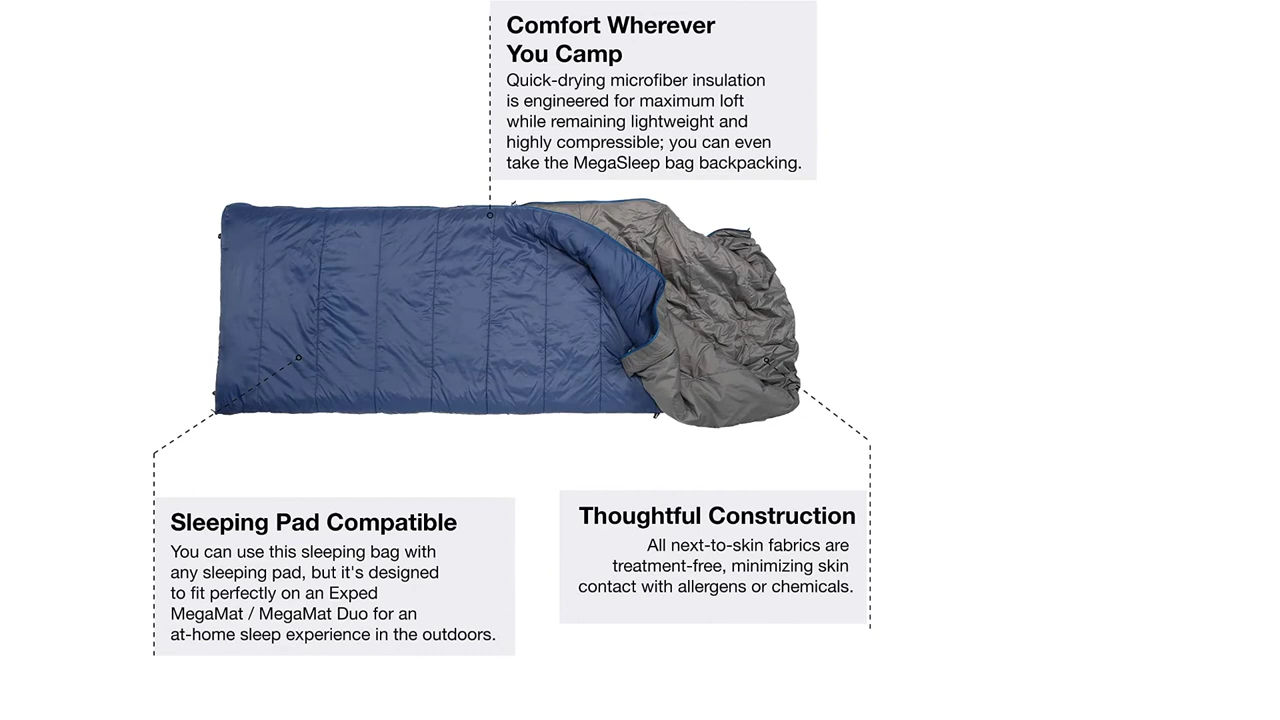 Comfort Wherever
You Camp
Quick-drying microfiber insulation
is engineered for maximum loft
while remaining lightweight and
highly compressible; you can even
take the MegaSleep bag backpacking.
Sleeping Pad Compatible
You can use this sleeping bag with
any sleeping pad, but it's designed
to fit perfectly on an Exped
MegaMat / MegaMat Duo for an
at-home sleep experience in the outdoors.
Thoughtful Construction
All next-to-skin fabrics are
treatment-free, minimizing skin
contact with allergens or chemicals.